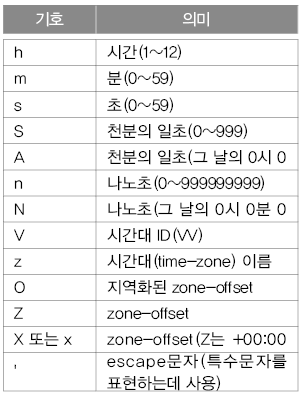 기호 의미
h 시간(1~12)
m 분(0~59)
s 초(0~59)
S 천분의 일초(0~999)
A 천분의 일초(그 날의 0시 0
n 나노초(0~999999999)
N 나노초(그 날의 0시 0분 0
V 시간대 ID(VV)
z 시간대(time-zone) 이름
O 지역화된 zone-offset
Z zone-offset
X 또는 x zone-offset(Z는 +00:00
' escape문자(특수문자를
표현하는데 사용)